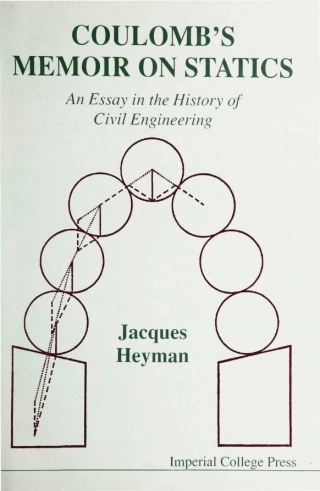 COULOMB'S
MEMOIR ON STATICS
An Essay in the History of
Civil Engineering
Jacques
Heyman
Imperial College Press